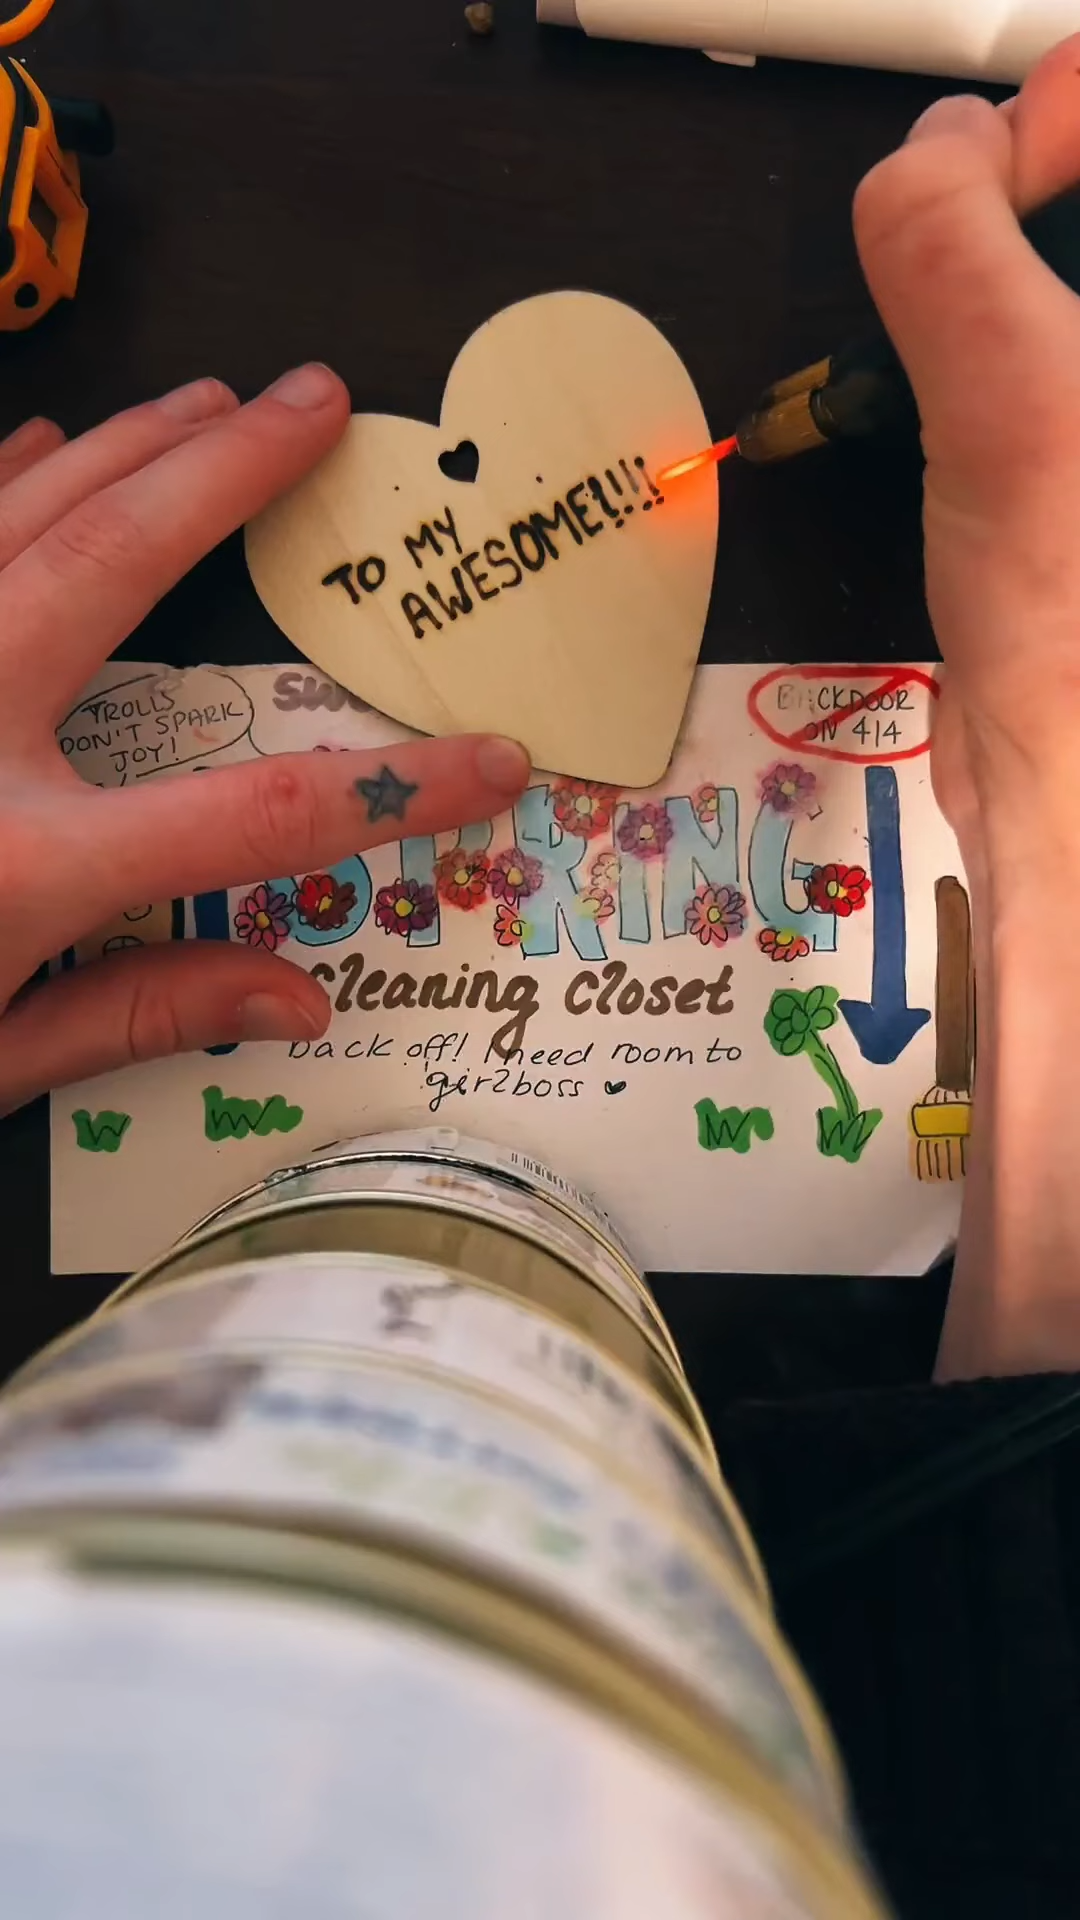 TO MY
AWESOME!!!!
TROLLS
DON'T SPARK
JOY!
BACKDOOR
ON 4/4
SPRING
cleaning closet
back off! I need room to
girlboss